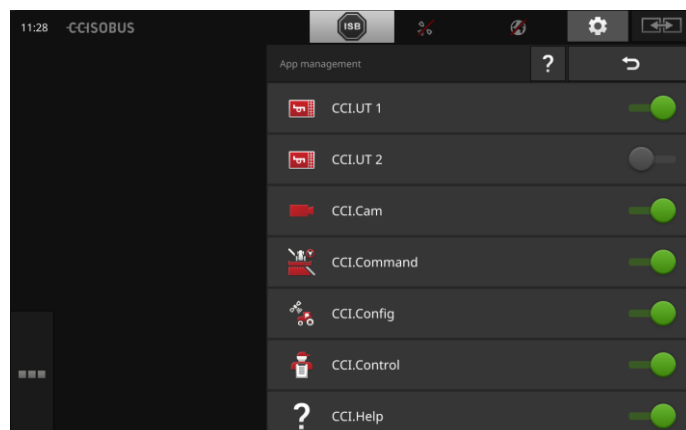 11:28 CCISOBUS
ISB
App management ?
CCI.UT 1
CCI.UT 2
CCI.Cam
CCI.Command
CCI.Config
CCI.Control
? CCI.Help